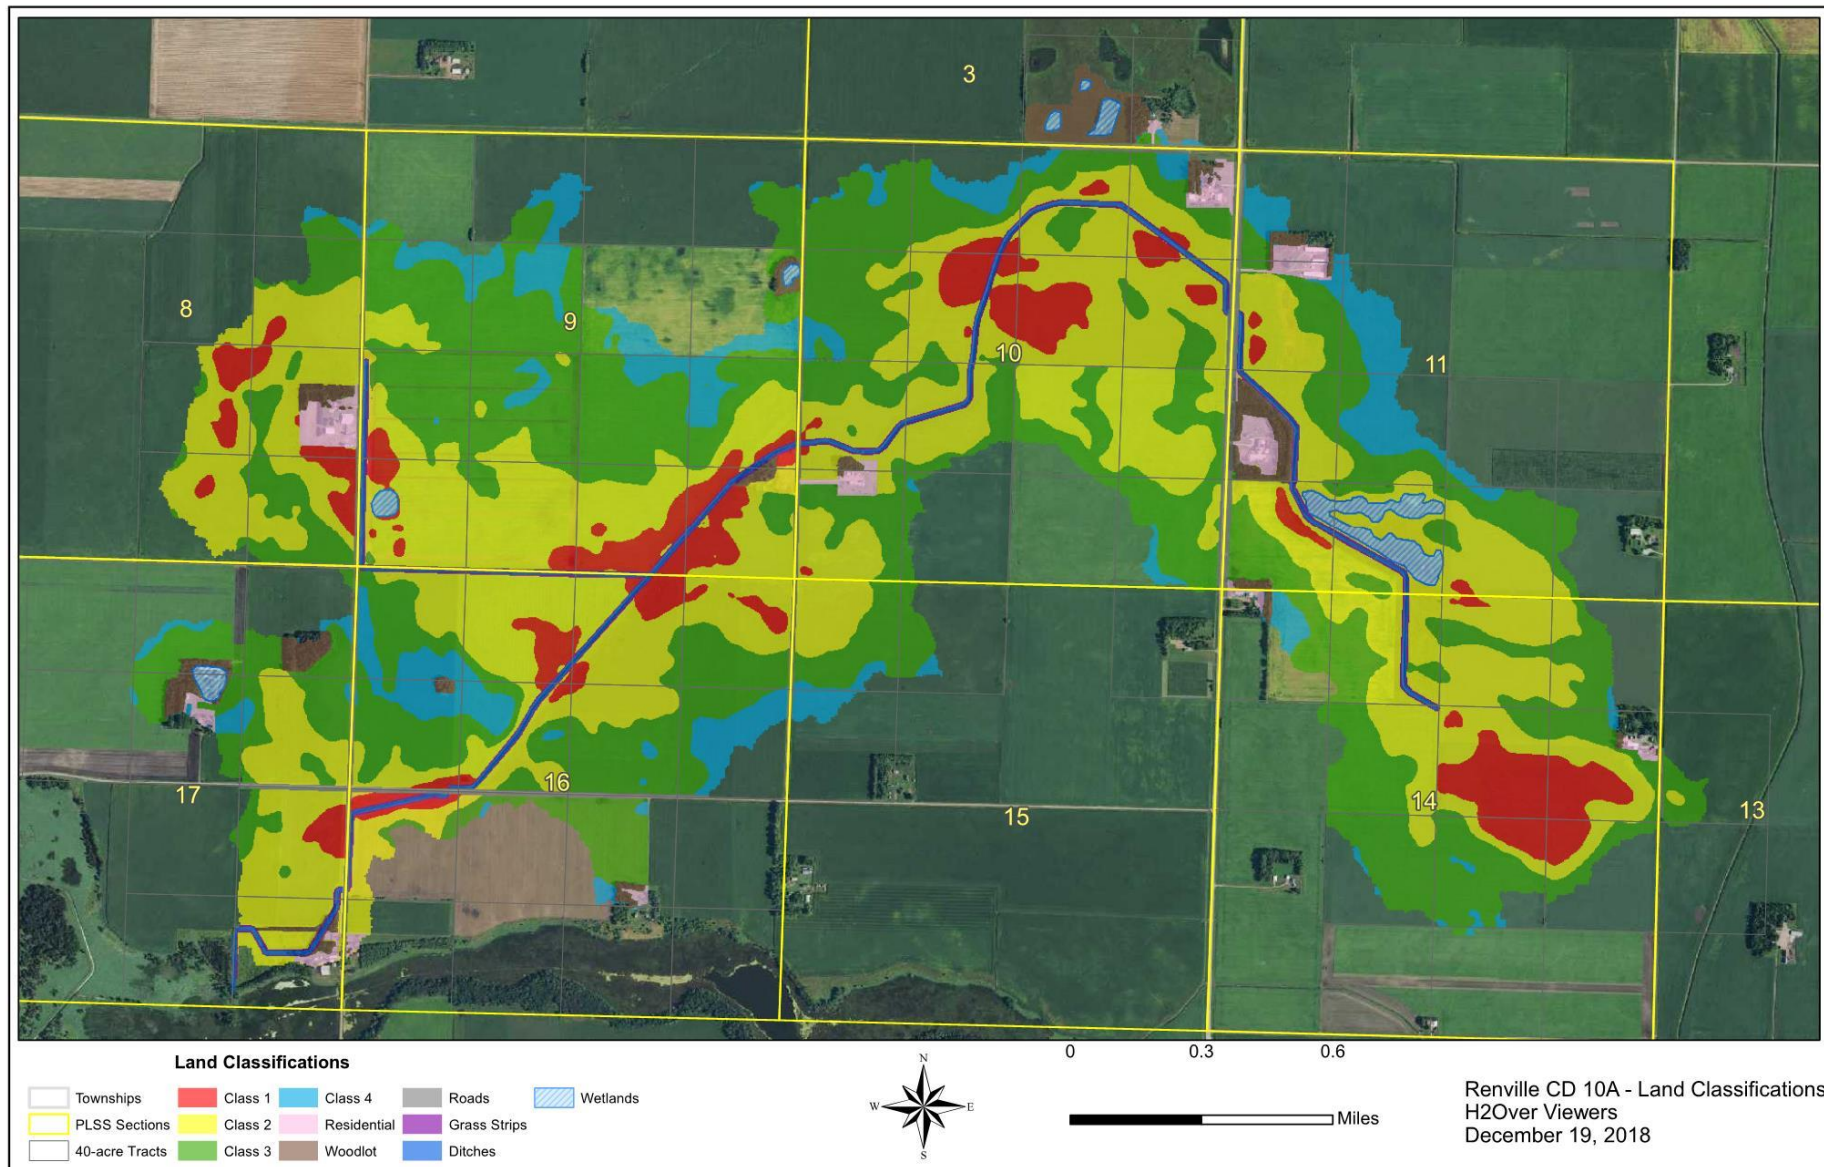 3
8
9
10
11
17
16
15
14
13
Land Classifications
Townships
PLSS Sections
40-acre Tracts
Class 1
Class 2
Class 3
Class 4
Residential
Woodlot
Roads
Grass Strips
Ditches
Wetlands
N
W E
S
0 0.3 0.6
Miles
Renville CD 10A - Land Classifications
H2Over Viewers
December 19, 2018